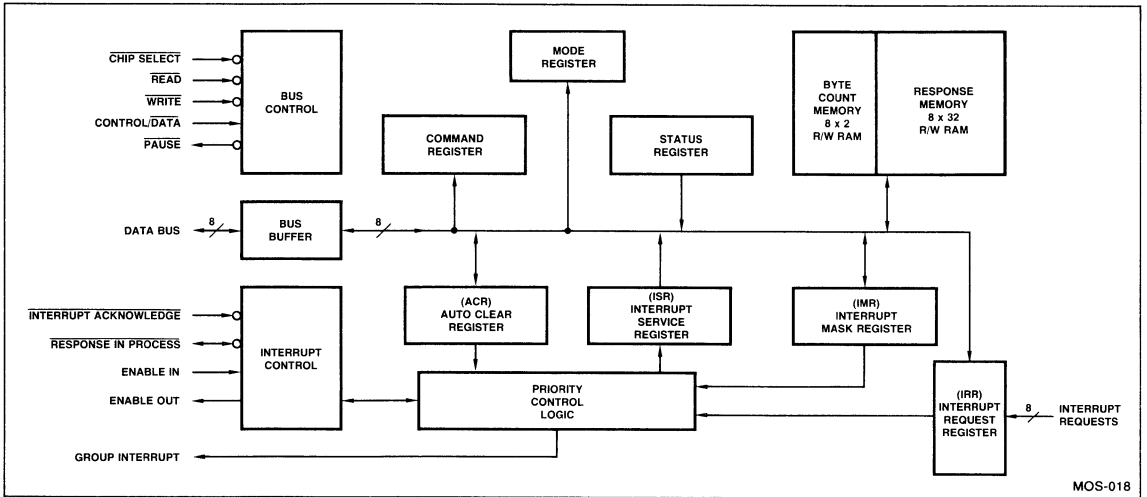 CHIP SELECT
READ
WRITE
CONTROL/DATA
PAUSE
BUS
CONTROL
MODE
REGISTER
COMMAND
REGISTER
STATUS
REGISTER
BYTE
COUNT
MEMORY
8 x 2
R/W RAM
RESPONSE
MEMORY
8 x 32
R/W RAM
DATA BUS
8
BUS
BUFFER
8
INTERRUPT ACKNOWLEDGE
RESPONSE IN PROCESS
ENABLE IN
ENABLE OUT
INTERRUPT
CONTROL
(ACR)
AUTO CLEAR
REGISTER
(ISR)
INTERRUPT
SERVICE
REGISTER
(IMR)
INTERRUPT
MASK REGISTER
PRIORITY
CONTROL
LOGIC
(IRR)
INTERRUPT
REQUEST
REGISTER
8
INTERRUPT
REQUESTS
GROUP INTERRUPT
MOS-018